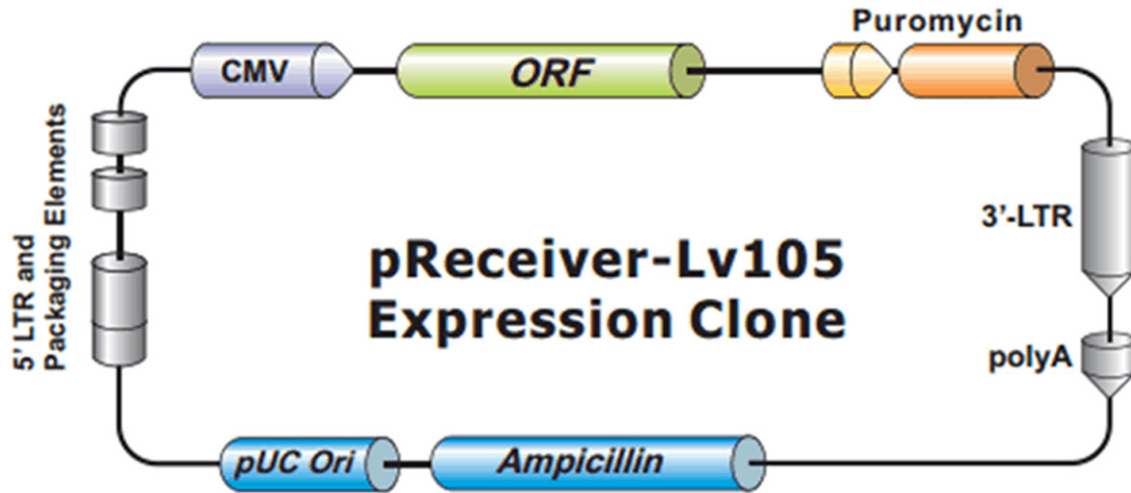 Puromycin
CMV
ORF
5' LTR and
Packaging Elements
3'-LTR
pReceiver-Lv105
Expression Clone
polyA
pUC Ori
Ampicillin